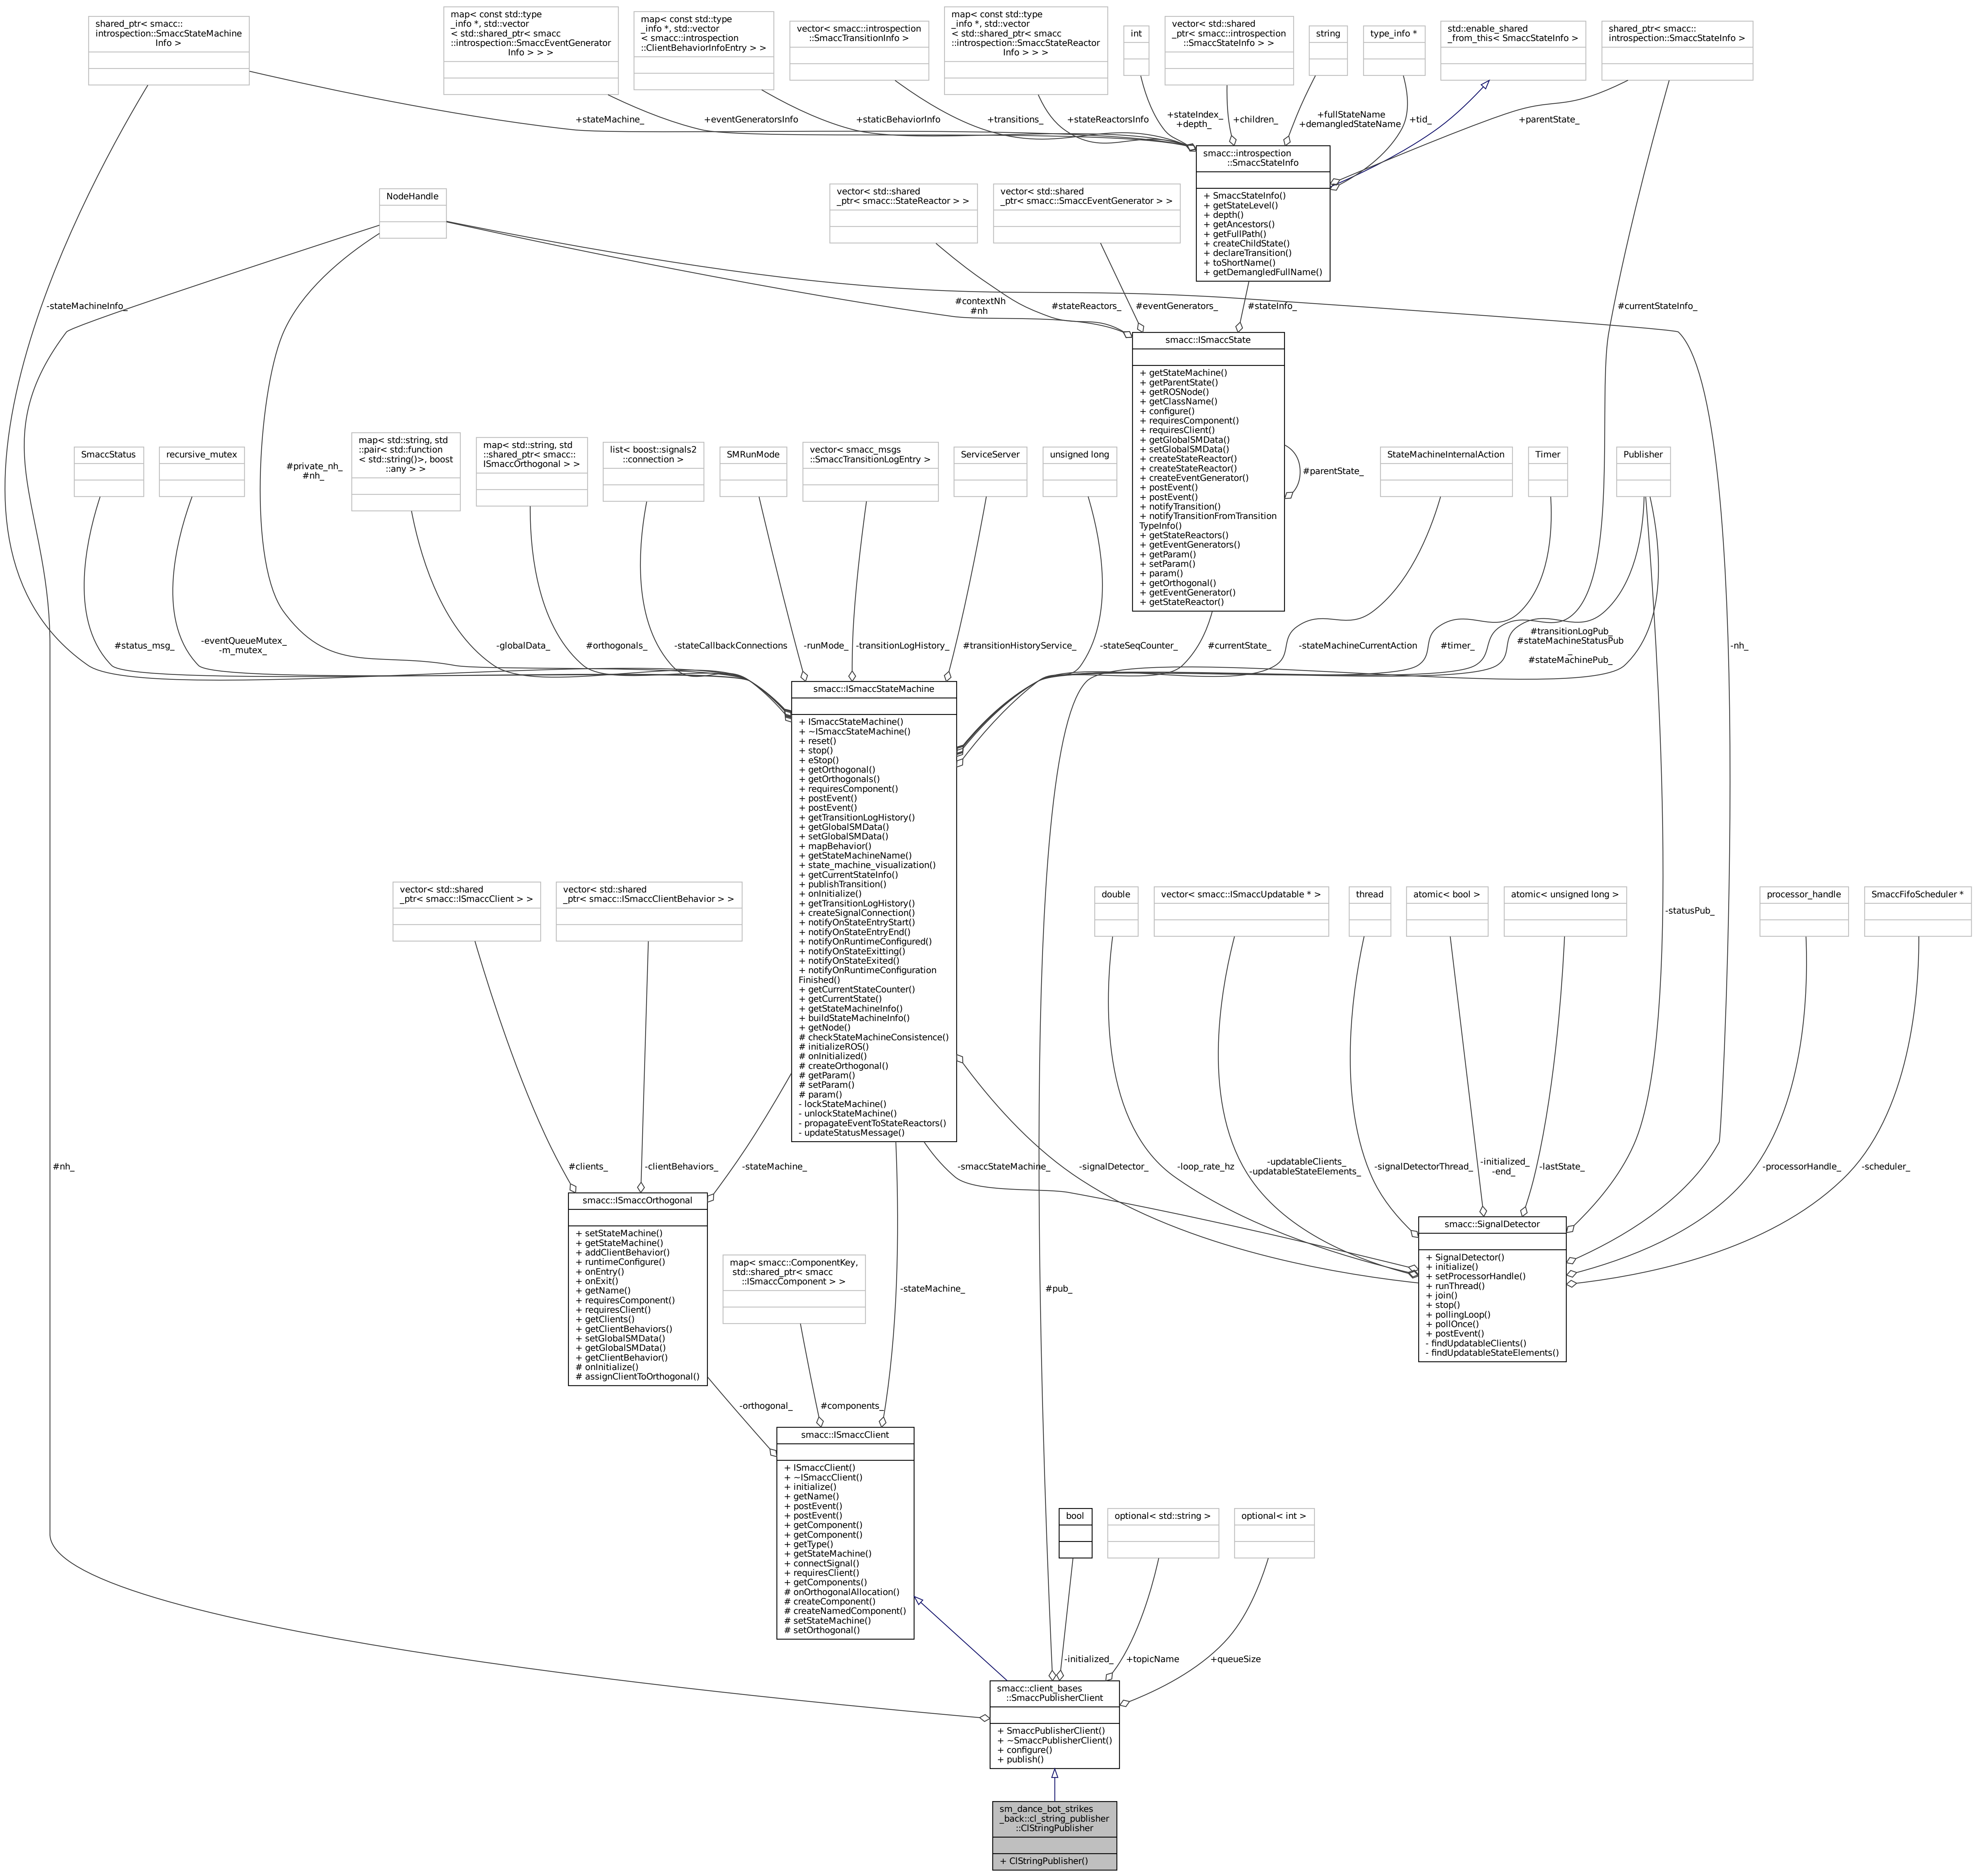 shared_ptr< smacc::
introspection::SmaccStateMachine
Info >
map< const std::type
_info *, std::vector
< std::shared_ptr< smacc
::introspection::SmaccEventGenerator
Info > > >
map< const std::type
_info *, std::vector
< smacc::introspection
::ClientBehaviorInfoEntry > >
vector< smacc::introspection
::SmaccTransitionInfo >
map< const std::type
_info *, std::vector
< std::shared_ptr< smacc
::introspection::SmaccStateReactor
Info > > >
int
vector< std::shared
_ptr< smacc::introspection
::SmaccStateInfo > >
string
type_info *
std::enable_shared
_from_this< SmaccStateInfo >
shared_ptr< smacc::
introspection::SmaccStateInfo >
+stateMachine_
+eventGeneratorsInfo
+staticBehaviorInfo
+transitions_
+stateReactorsInfo
+stateIndex_
+depth_
+children_
+fullStateName
+demangledStateName
+tid_
+parentState_
smacc::introspection
::SmaccStateInfo
+ SmaccStateInfo()
+ getStateLevel()
+ depth()
+ getAncestors()
+ getFullPath()
+ createChildState()
+ declareTransition()
+ toShortName()
+ getDemangledFullName()
NodeHandle
vector< std::shared
_ptr< smacc::StateReactor > >
vector< std::shared
_ptr< smacc::SmaccEventGenerator > >
-stateMachineInfo_
#contextNh
#nh
#stateReactors_
#eventGenerators_
#stateInfo_
#currentStateInfo_
smacc::ISmaccState
+ getStateMachine()
+ getParentState()
+ getROSNode()
+ getClassName()
+ configure()
+ requiresComponent()
+ requiresClient()
+ getGlobalSMData()
+ setGlobalSMData()
+ createStateReactor()
+ createStateReactor()
+ createEventGenerator()
+ postEvent()
+ postEvent()
+ notifyTransition()
+ notifyTransitionFromTransition
TypeInfo()
+ getStateReactors()
+ getEventGenerators()
+ getParam()
+ setParam()
+ param()
+ getOrthogonal()
+ getEventGenerator()
+ getStateReactor()
#parentState_
SmaccStatus
recursive_mutex
#private_nh_
#nh_
map< std::string, std
::pair< std::function
< std::string()>, boost
::any > >
map< std::string, std
::shared_ptr< smacc::
ISmaccOrthogonal > >
list< boost::signals2
::connection >
SMRunMode
vector< smacc_msgs
::SmaccTransitionLogEntry >
ServiceServer
unsigned long
StateMachineInternalAction
Timer
Publisher
#status_msg_
-eventQueueMutex_
-m_mutex_
-globalData_
#orthogonals_
-stateCallbackConnections
-runMode_
-transitionLogHistory_
#transitionHistoryService_
-stateSeqCounter_
#currentState_
-stateMachineCurrentAction
#timer_
#transitionLogPub_
#stateMachineStatusPub
_
#stateMachinePub_
-nh_
smacc::ISmaccStateMachine
+ ISmaccStateMachine()
+ ~ISmaccStateMachine()
+ reset()
+ stop()
+ eStop()
+ getOrthogonal()
+ getOrthogonals()
+ requiresComponent()
+ postEvent()
+ postEvent()
+ getTransitionLogHistory()
+ getGlobalSMData()
+ setGlobalSMData()
+ mapBehavior()
+ getStateMachineName()
+ state_machine_visualization()
+ getCurrentStateInfo()
+ publishTransition()
+ onInitialize()
+ getTransitionLogHistory()
+ createSignalConnection()
+ notifyOnStateEntryStart()
+ notifyOnStateEntryEnd()
+ notifyOnRuntimeConfigured()
+ notifyOnStateExitting()
+ notifyOnStateExited()
+ notifyOnRuntimeConfiguration
Finished()
+ getCurrentStateCounter()
+ getCurrentState()
+ getStateMachineInfo()
+ buildStateMachineInfo()
+ getNode()
# checkStateMachineConsistence()
# initializeROS()
# onInitialized()
# createOrthogonal()
# getParam()
# setParam()
# param()
- lockStateMachine()
- unlockStateMachine()
- propagateEventToStateReactors()
- updateStatusMessage()
vector< std::shared
_ptr< smacc::ISmaccClient > >
vector< std::shared
_ptr< smacc::ISmaccClientBehavior > >
double
vector< smacc::ISmaccUpdatable * >
thread
atomic< bool >
atomic< unsigned long >
processor_handle
SmaccFifoScheduler *
-statusPub_
#nh_
#clients_
-clientBehaviors_
-stateMachine_
-smaccStateMachine_
-signalDetector_
-loop_rate_hz
-updatableClients_
-updatableStateElements_
-signalDetectorThread_
-initialized_
-end_
-lastState_
-processorHandle_
-scheduler_
smacc::ISmaccOrthogonal
+ setStateMachine()
+ getStateMachine()
+ addClientBehavior()
+ runtimeConfigure()
+ onEntry()
+ onExit()
+ getName()
+ requiresComponent()
+ requiresClient()
+ getClients()
+ getClientBehaviors()
+ setGlobalSMData()
+ getGlobalSMData()
+ getClientBehavior()
# onInitialize()
# assignClientToOrthogonal()
smacc::SignalDetector
+ SignalDetector()
+ initialize()
+ setProcessorHandle()
+ runThread()
+ join()
+ stop()
+ pollingLoop()
+ pollOnce()
+ postEvent()
- findUpdatableClients()
- findUpdatableStateElements()
map< smacc::ComponentKey,
std::shared_ptr< smacc
::ISmaccComponent > >
-stateMachine_
#pub_
-orthogonal_
#components_
smacc::ISmaccClient
+ ISmaccClient()
+ ~ISmaccClient()
+ initialize()
+ getName()
+ postEvent()
+ postEvent()
+ getComponent()
+ getComponent()
+ getType()
+ getStateMachine()
+ connectSignal()
+ requiresClient()
+ getComponents()
# onOrthogonalAllocation()
# createComponent()
# createNamedComponent()
# setStateMachine()
# setOrthogonal()
bool
optional< std::string >
optional< int >
-initialized_
+topicName
+queueSize
smacc::client_bases
::SmaccPublisherClient
+ SmaccPublisherClient()
+ ~SmaccPublisherClient()
+ configure()
+ publish()
sm_dance_bot_strikes
_back::cl_string_publisher
::ClStringPublisher
+ ClStringPublisher()